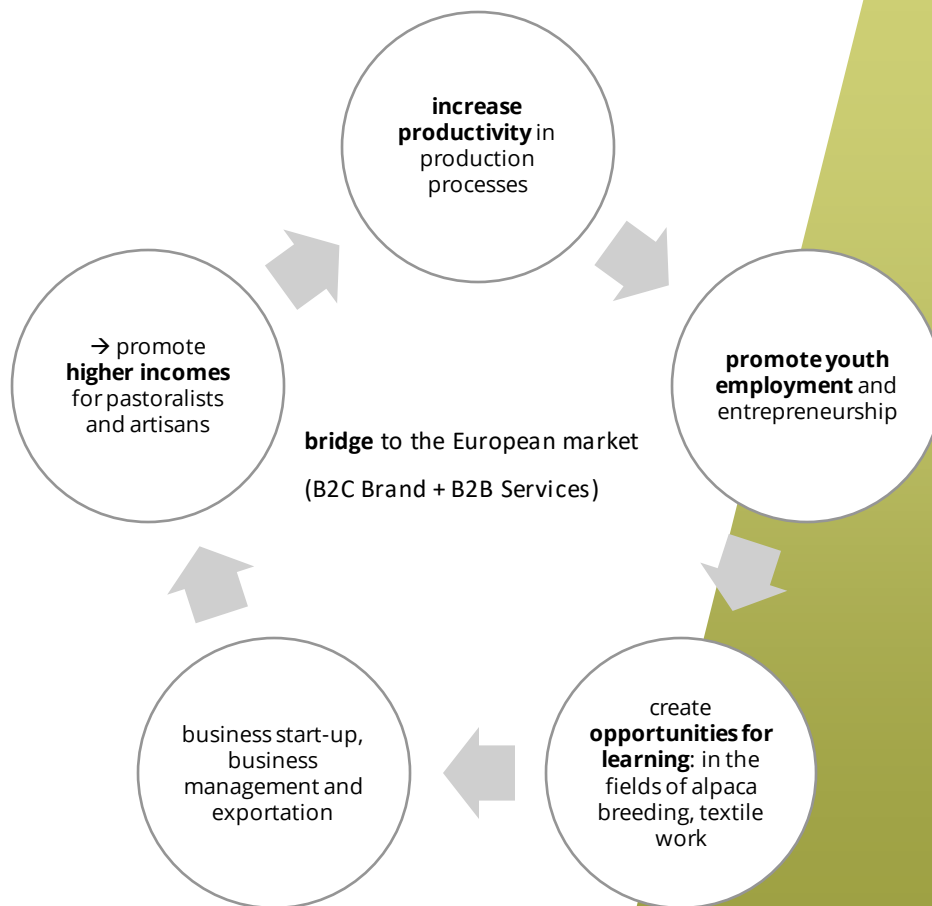 increase
productivity in
production
processes
promote youth
employment and
entrepreneurship
create
opportunities for
learning: in the
fields of alpaca
breeding, textile
work
business start-up,
business
management and
exportation
→ promote
higher incomes
for pastoralists
and artisans
bridge to the European market
(B2C Brand + B2B Services)